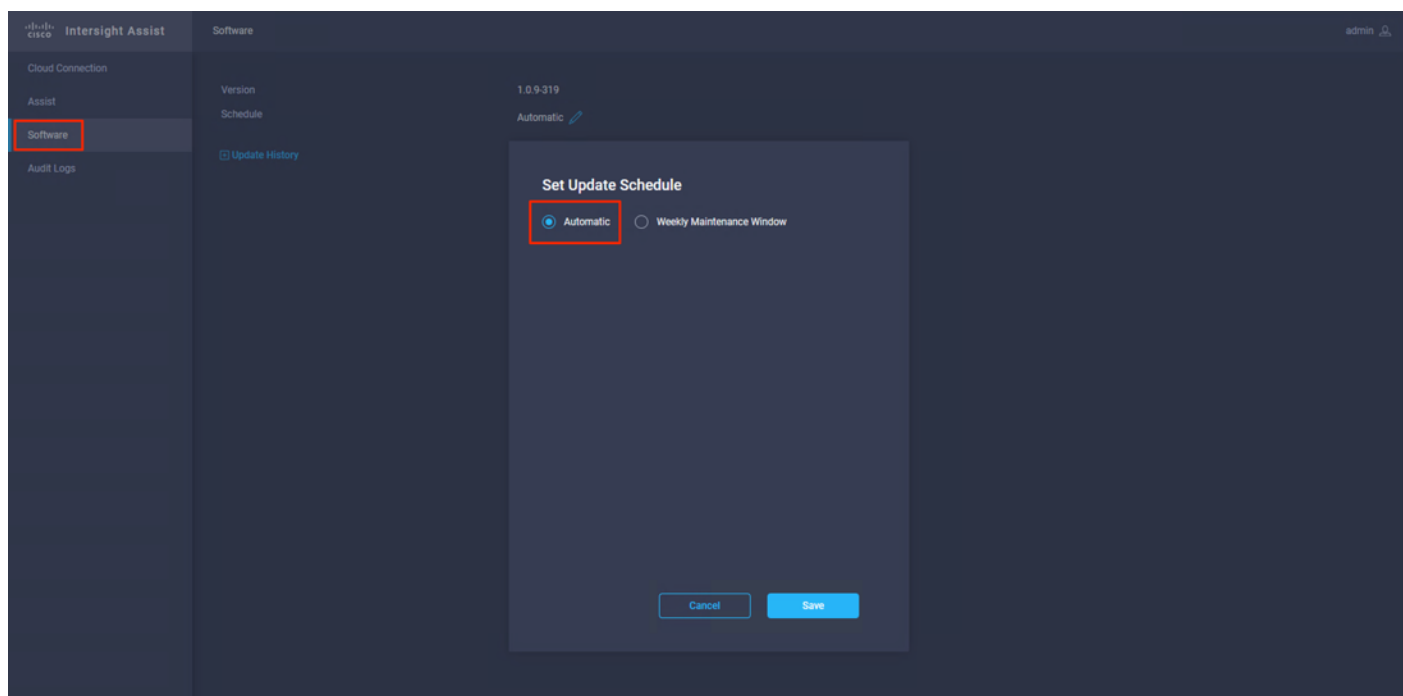 CISCO Intersight Assist
Software
admin
Cloud Connection
Assist
Software
Audit Logs
Version
1.0.9-319
Schedule
Automatic
Update History
Set Update Schedule
Automatic
Weekly Maintenance Window
Cancel
Save